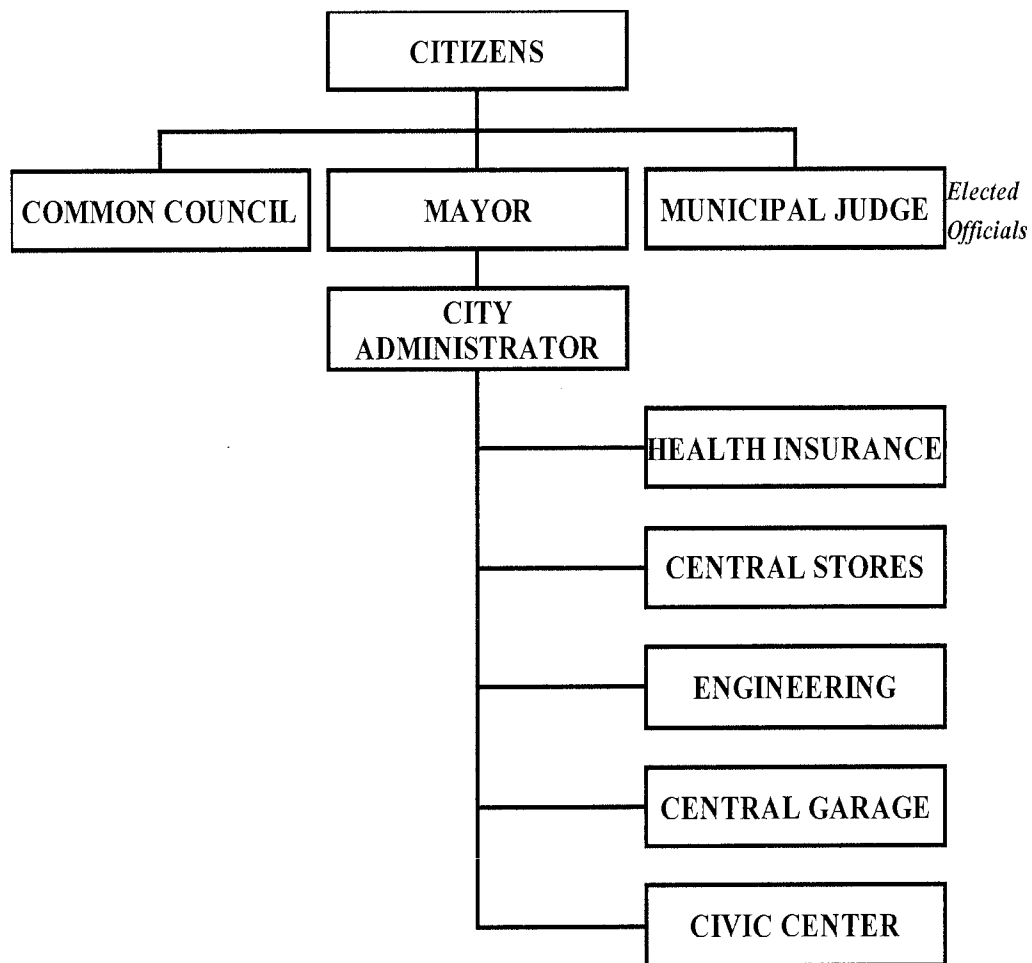 CITIZENS
COMMON COUNCIL
MAYOR
MUNICIPAL JUDGE
Elected
Officials
CITY
ADMINISTRATOR
HEALTH INSURANCE
CENTRAL STORES
ENGINEERING
CENTRAL GARAGE
CIVIC CENTER